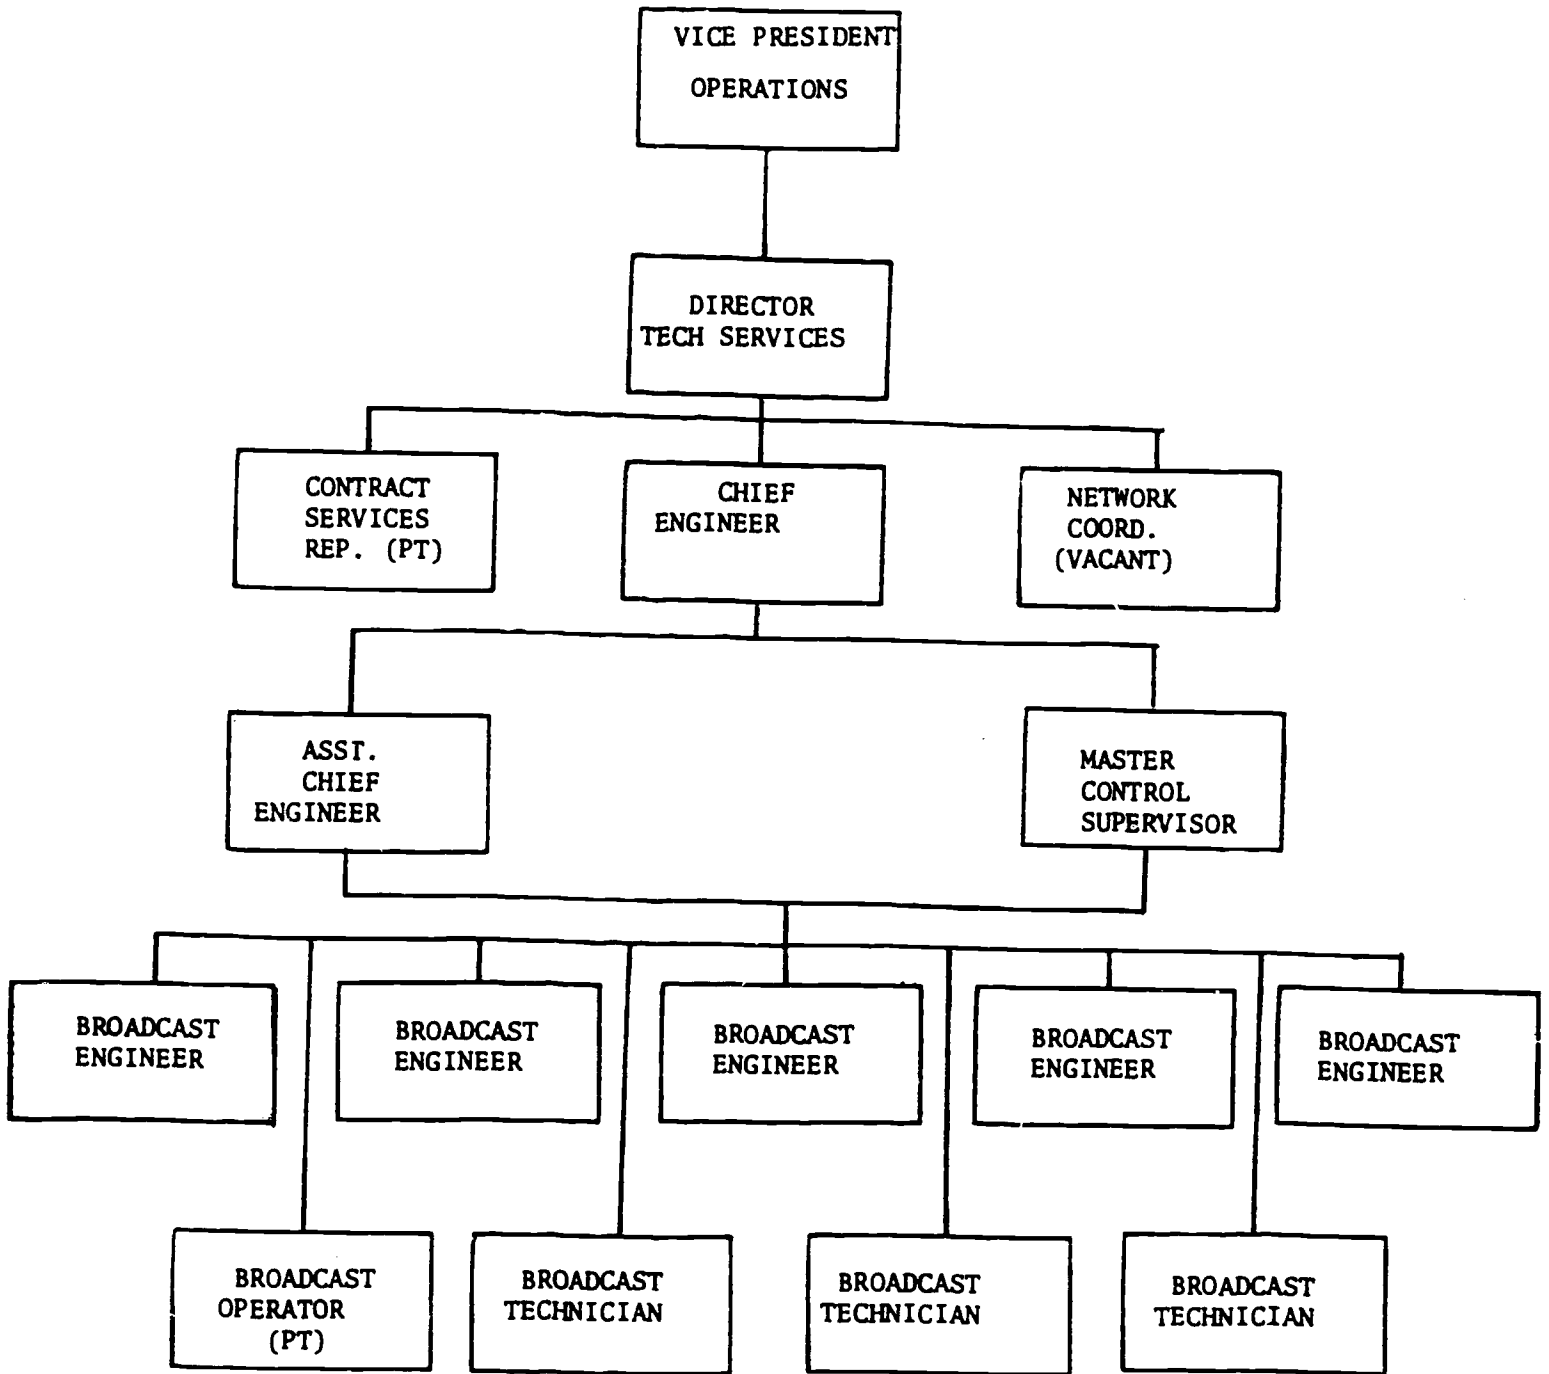 VICE PRESIDENT
OPERATIONS
DIRECTOR
TECH SERVICES
CONTRACT
SERVICES
REP. (PT)
CHIEF
ENGINEER
NETWORK
COORD.
(VACANT)
ASST.
CHIEF
ENGINEER
MASTER
CONTROL
SUPERVISOR
BROADCAST
ENGINEER
BROADCAST
ENGINEER
BROADCAST
ENGINEER
BROADCAST
ENGINEER
BROADCAST
ENGINEER
BROADCAST
OPERATOR
(PT)
BROADCAST
TECHNICIAN
BROADCAST
TECHNICIAN
BROADCAST
TECHNICIAN